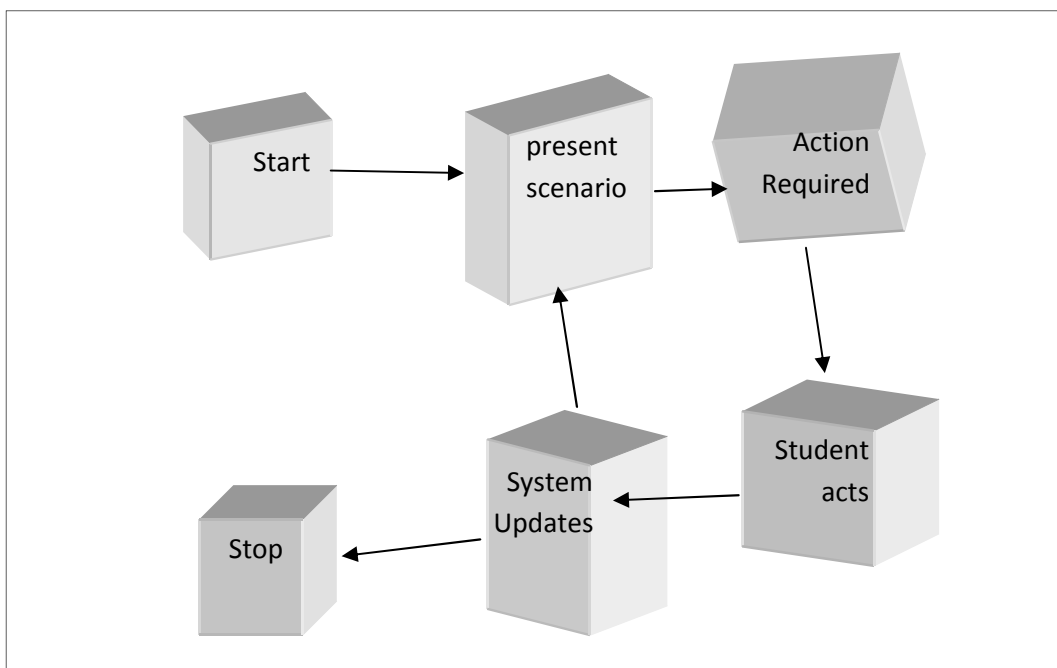 Start
present
scenario
Action
Required
Student
acts
System
Updates
Stop